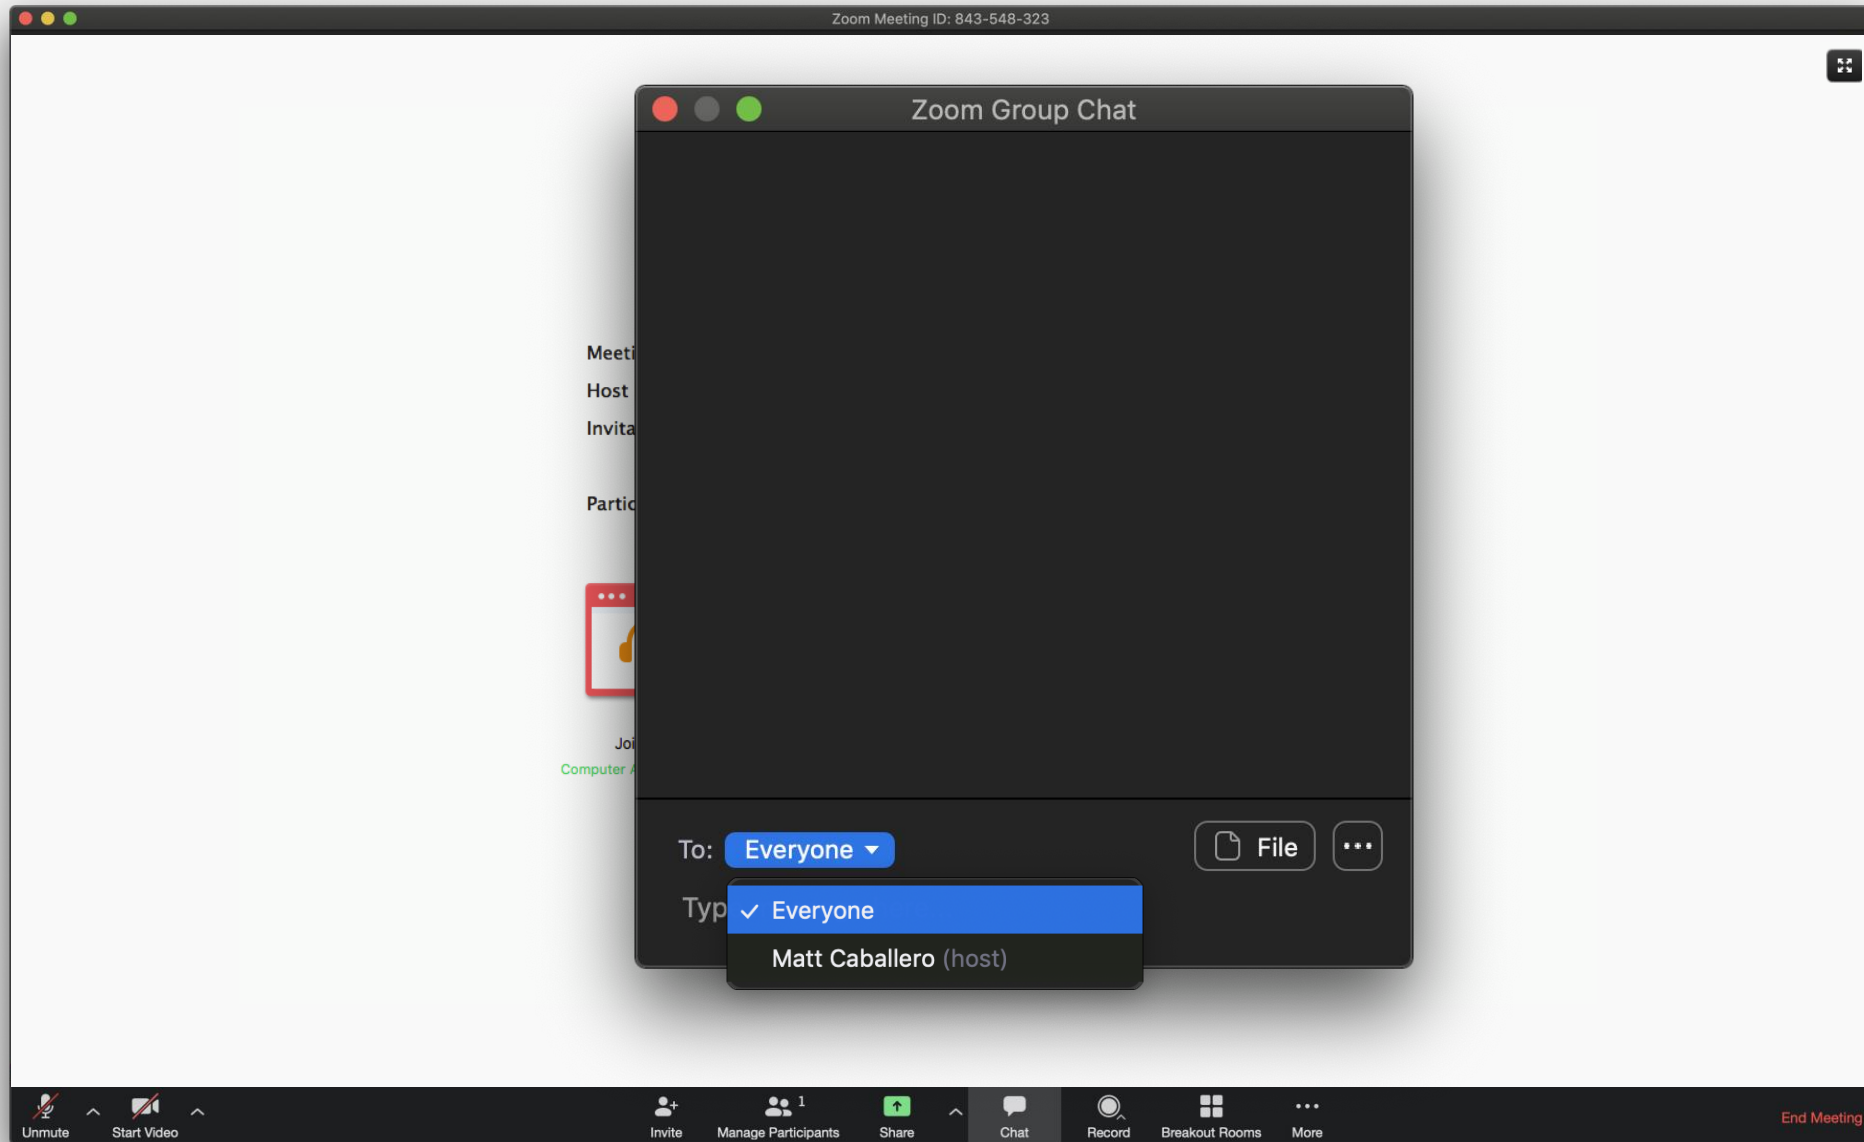 Zoom Meeting ID: 843-548-323
Zoom Group Chat
Meeti
Host
Invita
Partic
Joi
Computer A
To: Everyone
File
Typ
Everyone
Matt Caballero (host)
Unmute
Start Video
Invite
1
Manage Participants
Share
Chat
Record
Breakout Rooms
More
End Meeting